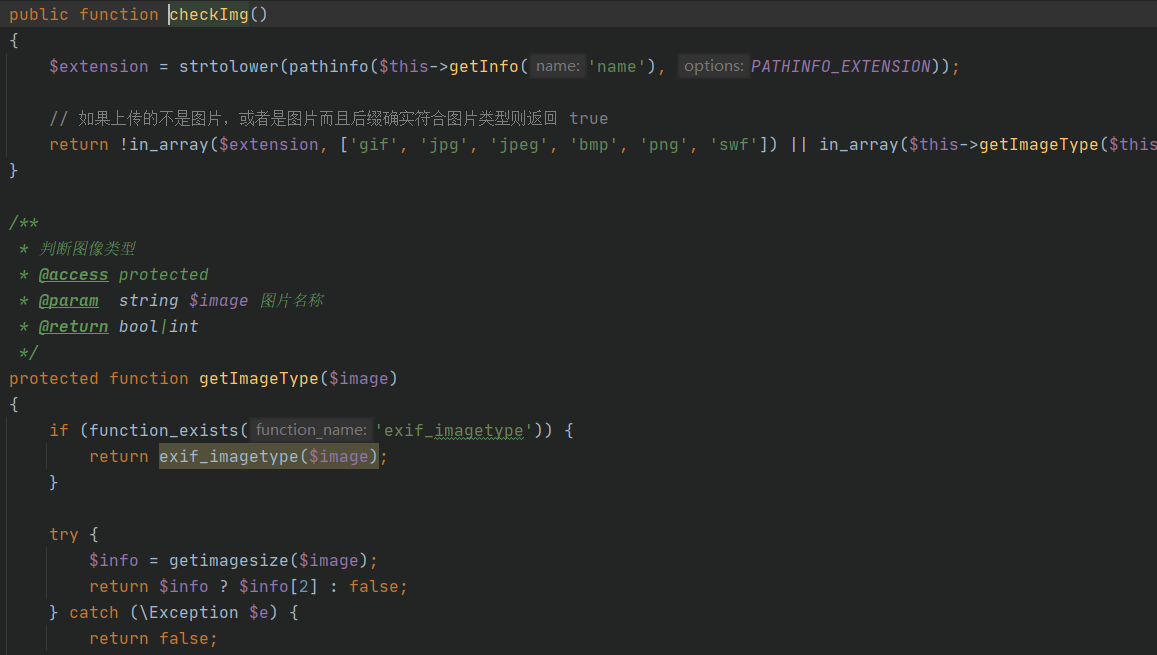 public function checkImg()
{
    $extension = strtolower(pathinfo($this->getInfo( name: 'name'), options: PATHINFO_EXTENSION));

    // 如果上传的不是图片，或者是图片而且后缀确实符合图片类型则返回 true
    return !in_array($extension, ['gif', 'jpg', 'jpeg', 'bmp', 'png', 'swf']) || in_array($this->getImageType($this
}

/**
 * 判断图像类型
 * @access protected
 * @param  string $image 图片名称
 * @return bool|int
 */
protected function getImageType($image)
{
    if (function_exists( function_name: 'exif_imagetype')) {
        return exif_imagetype($image);
    }

    try {
        $info = getimagesize($image);
        return $info ? $info[2] : false;
    } catch (\Exception $e) {
        return false;